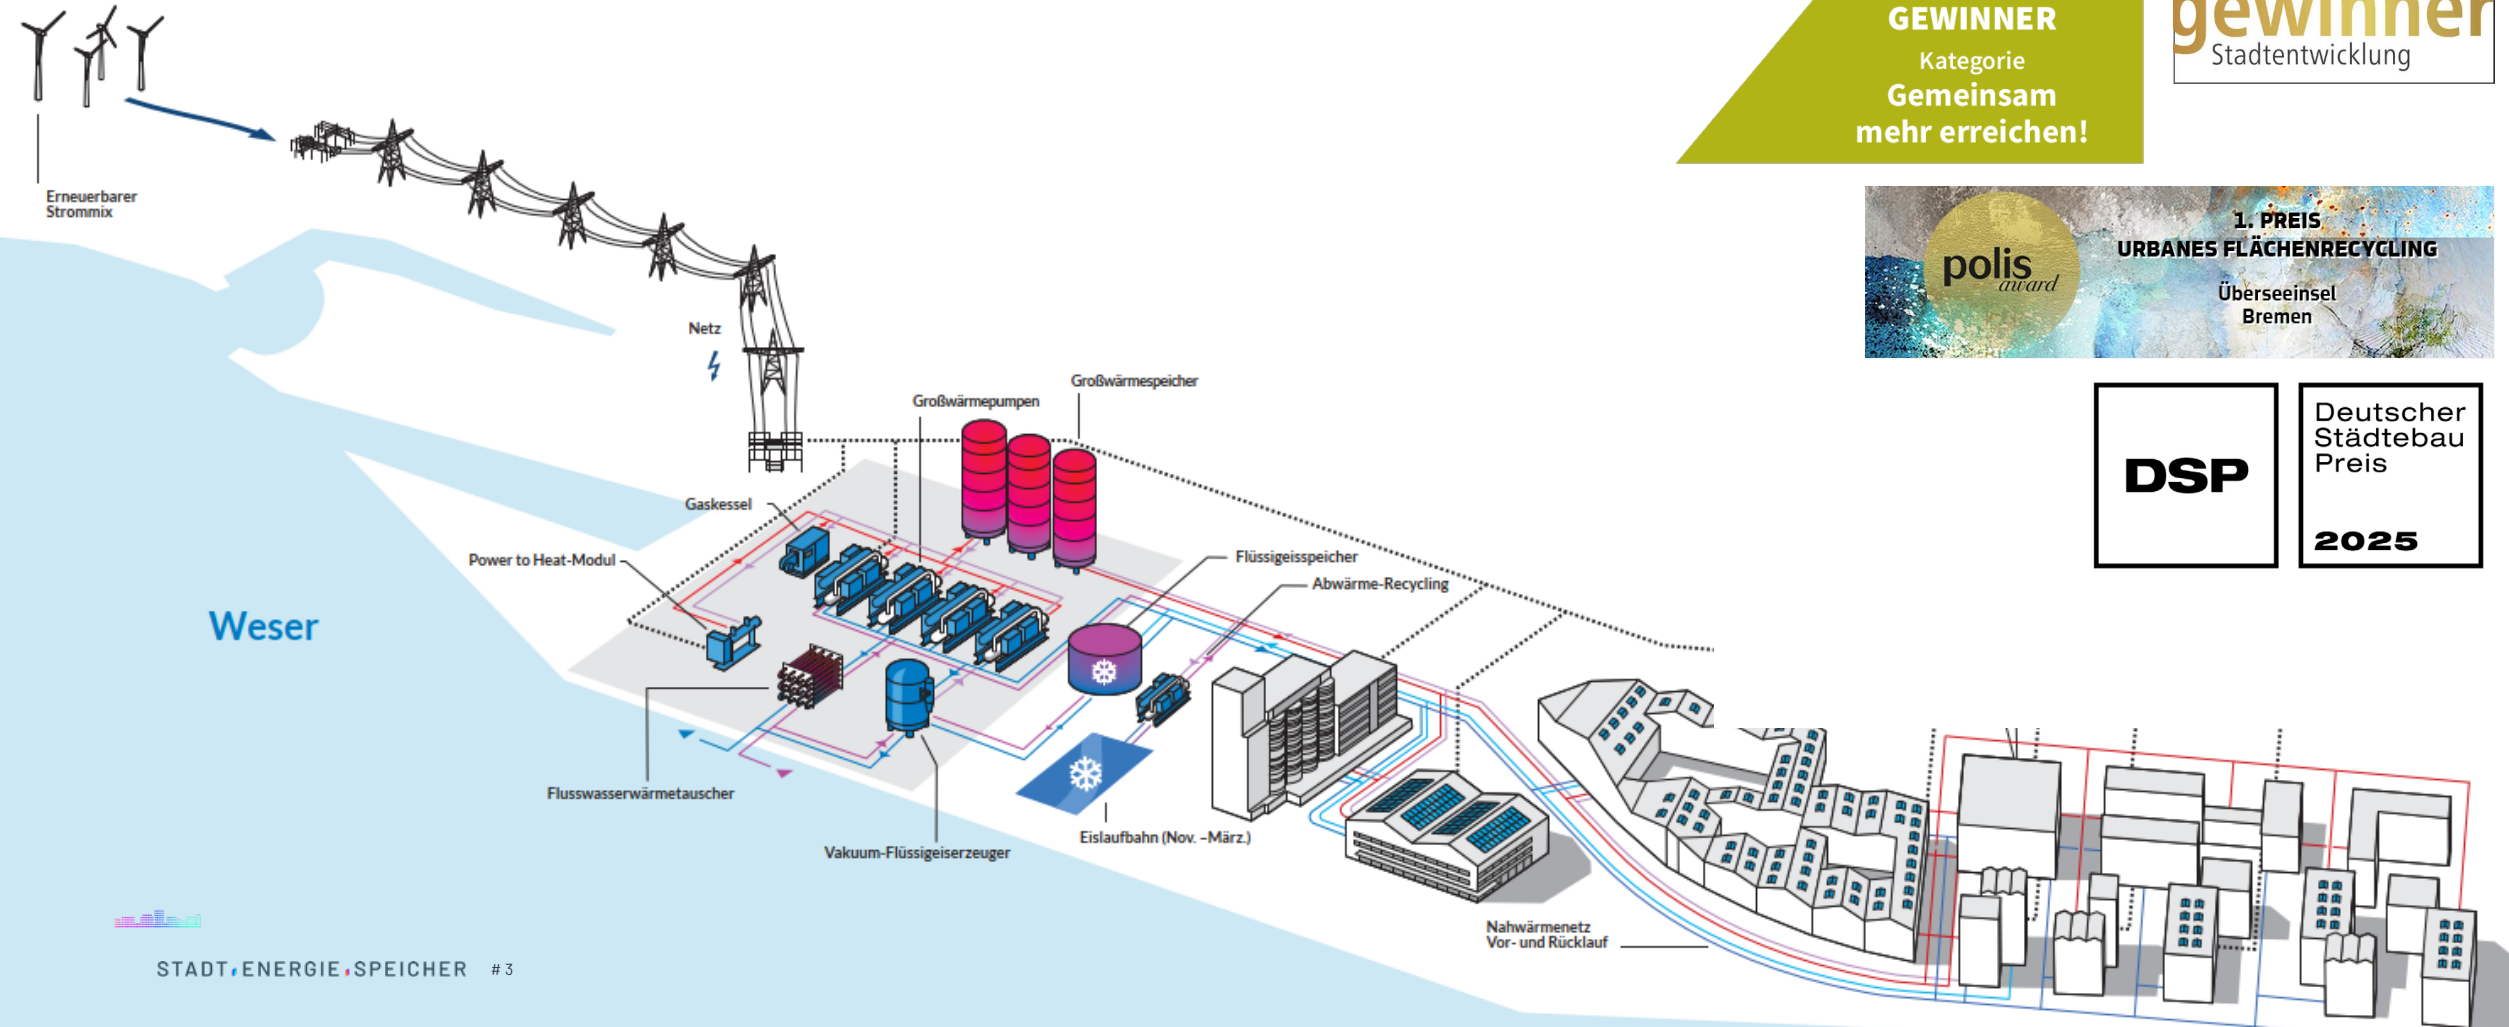 GEWINNER
Kategorie
Gemeinsam
mehr erreichen!
gewinner
Stadtentwicklung
Erneuerbarer
Strommix
1. PREIS
URBANES FLÄCHENRECYCLING
polis
award
Überseeinsel
Bremen
Netz
Großwärmespeicher
Großwärmepumpen
Deutscher
Städtebau
Preis
DSP
2025
Gaskessel
Power to Heat-Modul
Flüssigeisspeicher
Abwärme-Recycling
Weser
Flusswasserwärmetauscher
Eislaufbahn (Nov. –März.)
Vakuum-Flüssigeiserzeuger
Nahwärmenetz
Vor- und Rücklauf
STADT.ENERGIE.SPEICHER #3